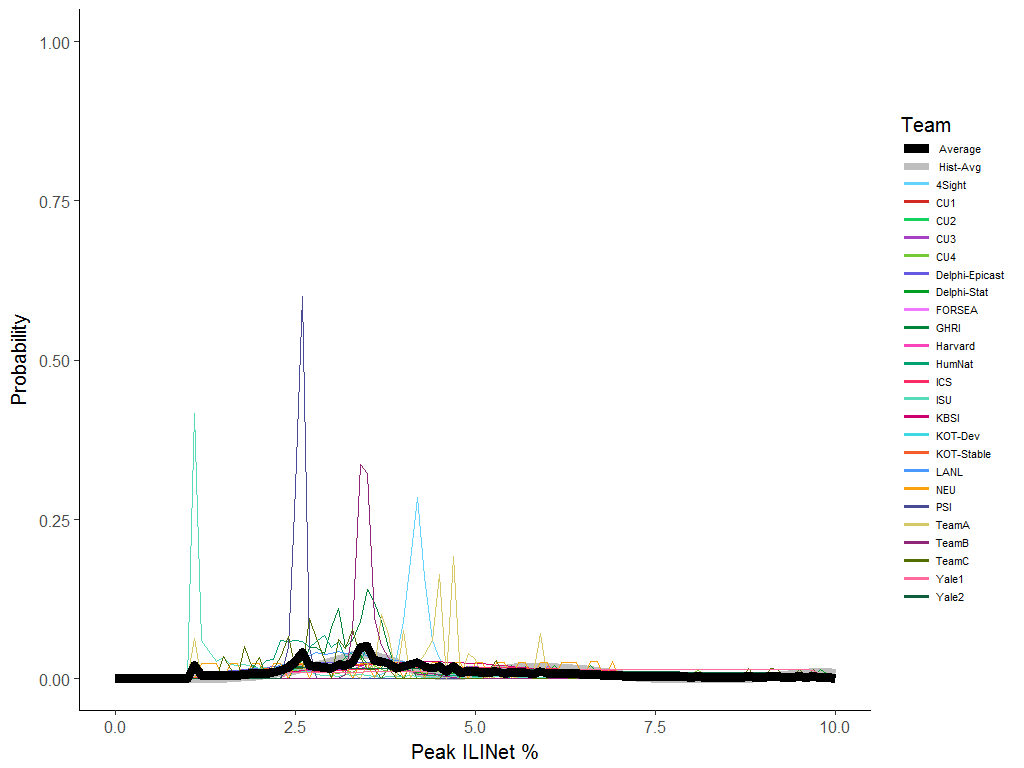 1.00
0.75
0.50
0.25
0.00
Probability
0.0 2.5 5.0 7.5 10.0
Peak ILINet %
Team
Average
Hist-Avg
4Sight
CU1
CU2
CU3
CU4
Delphi-Epicast
Delphi-Stat
FORSEA
GHRI
Harvard
HumNat
ICS
ISU
KBSI
KOT-Dev
KOT-Stable
LANL
NEU
PSI
TeamA
TeamB
TeamC
Yale1
Yale2